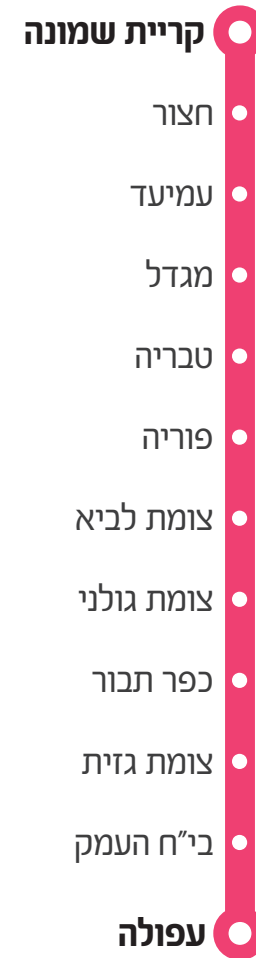 קריית שמונה
חצור
עמיעד
מגדל
טבריה
פוריה
צומת לביא
צומת גולני
כפר תבור
צומת גזית
בי״ח העמק
עפולה